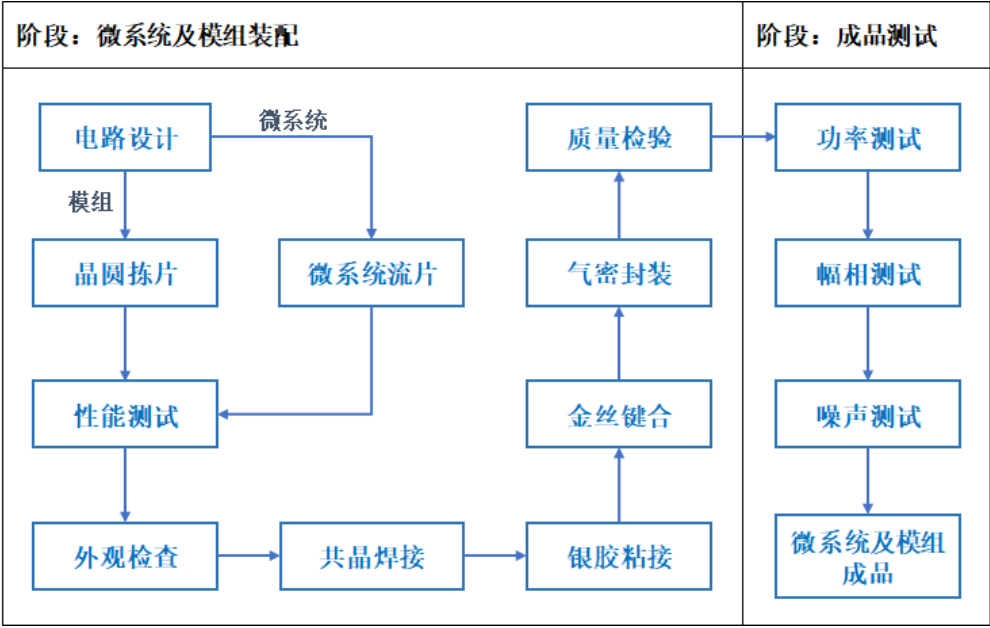 阶段：微系统及模组装配
阶段：成品测试
电路设计
微系统
模组
晶圆拣片
微系统流片
性能测试
外观检查
共晶焊接
银胶粘接
金丝键合
气密封装
质量检验
功率测试
幅相测试
噪声测试
微系统及模组
成品